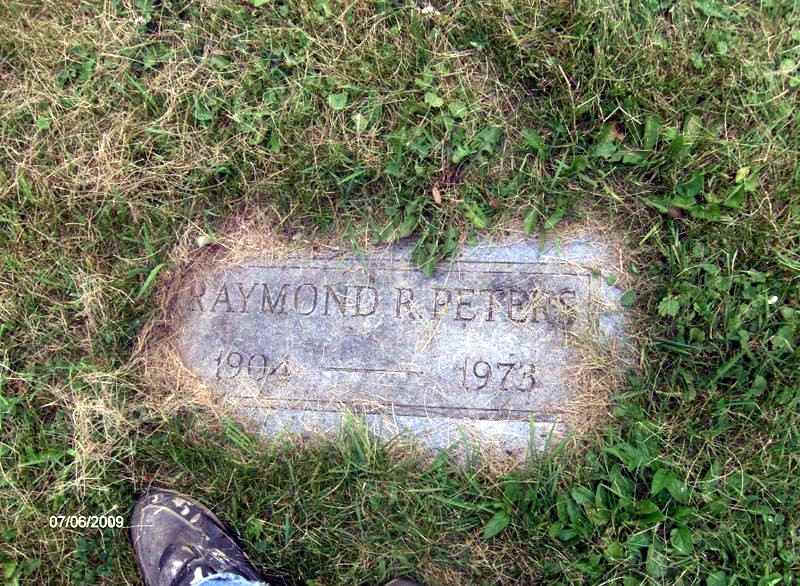 RAYMOND R. PETERS
1904 — 1973
07/06/2009